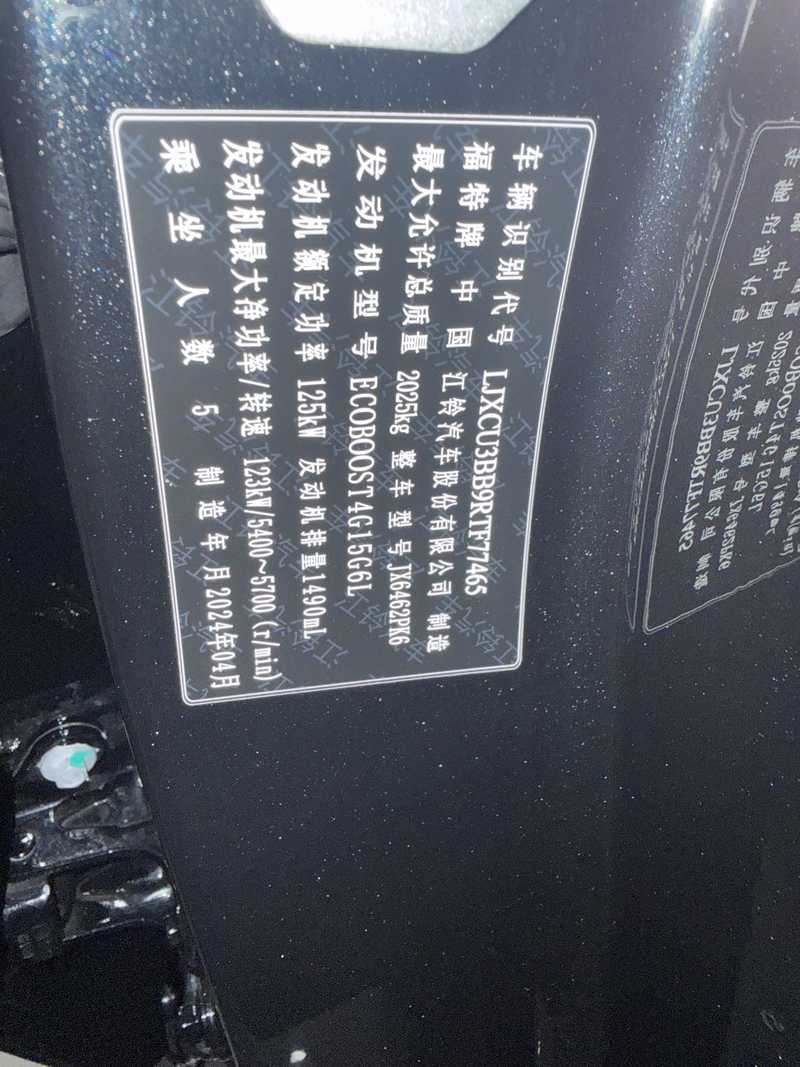 车辆识别代号 LJXCU3BB9RTF77465
福特牌 中国 江铃汽车股份有限公司 制造
最大允许总质量 2025kg 整车型号 JX6462PK6
发动机型号 ECOBOOST4G15G6L
发动机额定功率 125kW 发动机排量1490mL
发动机最大净功率/转速 123kW/5400~5700(r/min)
乘坐人数 5 制造年月2024年04月